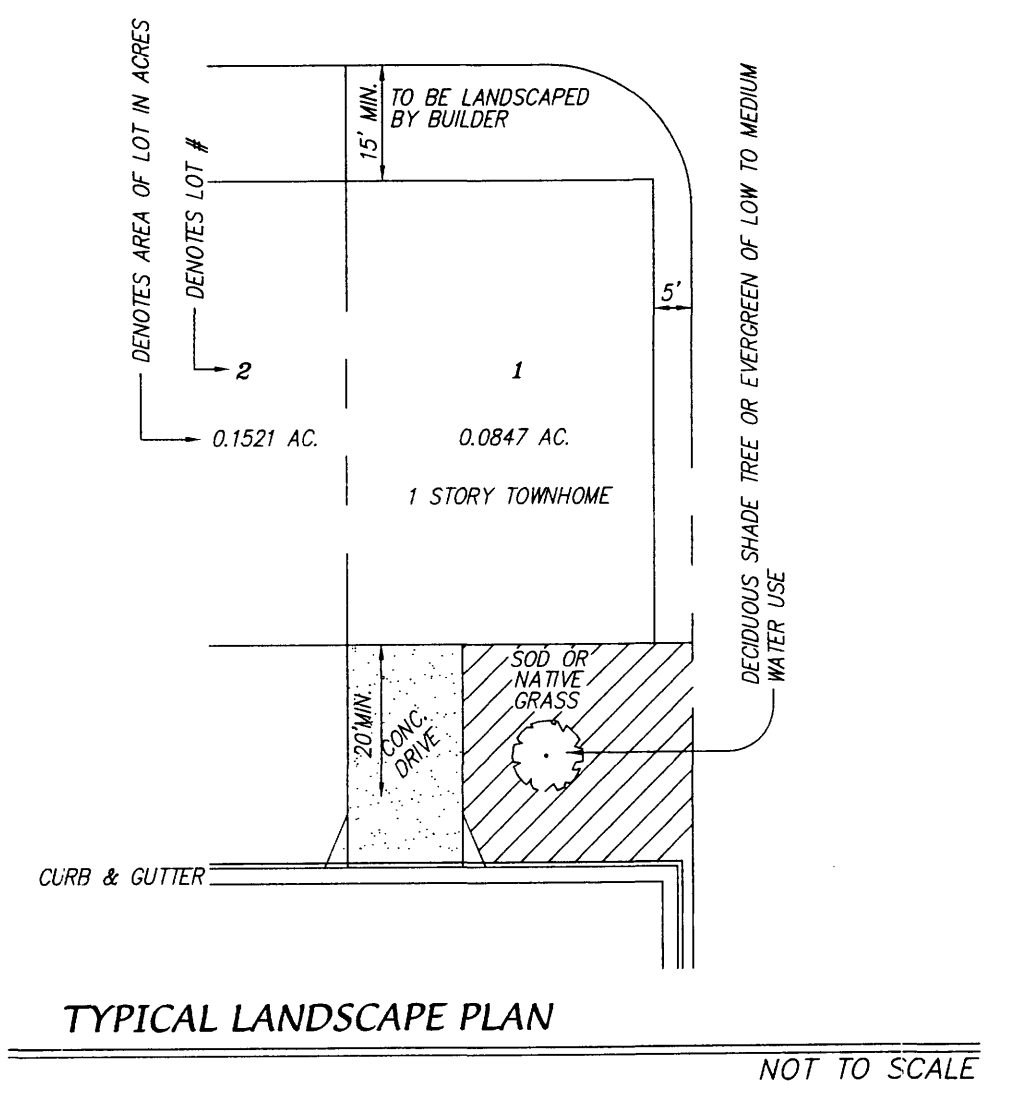 DENOTES AREA OF LOT IN ACRES
DENOTES LOT #
15' MIN.
TO BE LANDSCAPED
BY BUILDER
5'
DECIDUOUS SHADE TREE OR EVERGREEN OF LOW TO MEDIUM
WATER USE
2
1
0.1521 AC.
0.0847 AC.
1 STORY TOWNHOME
20'MIN.
CONC.
DRIVE
SOD OR
NATIVE
GRASS
CURB & GUTTER
TYPICAL LANDSCAPE PLAN
NOT TO SCALE